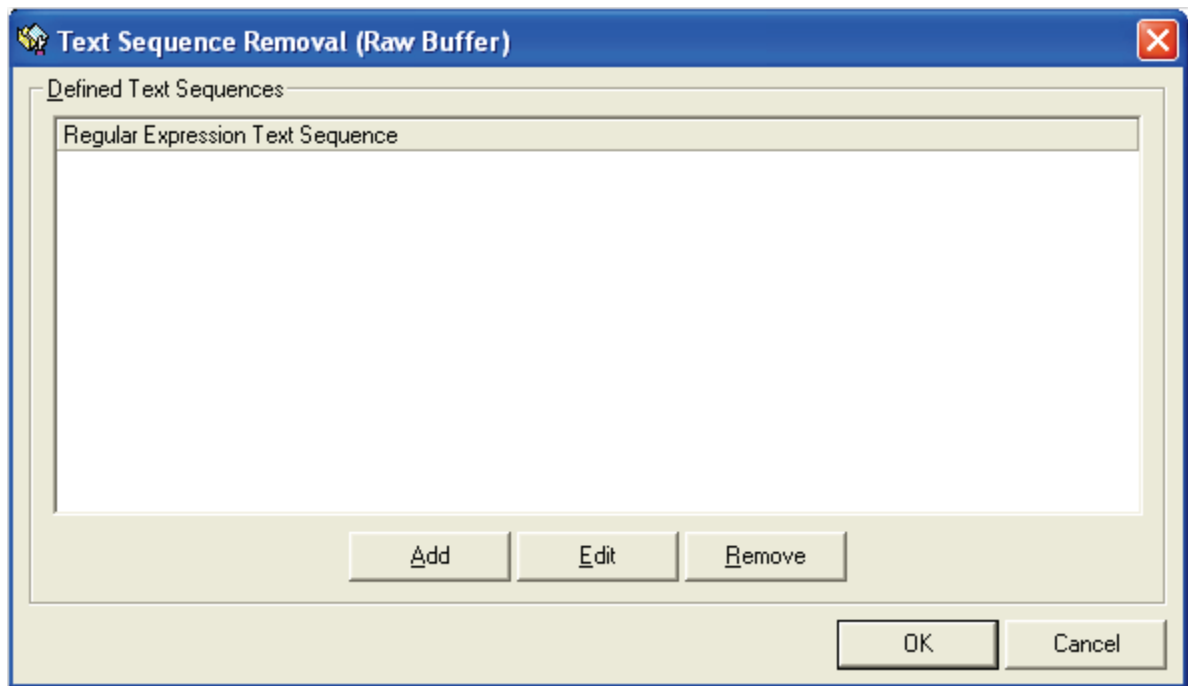 Text Sequence Removal (Raw Buffer)
Defined Text Sequences
Regular Expression Text Sequence
Add Edit Remove
OK Cancel